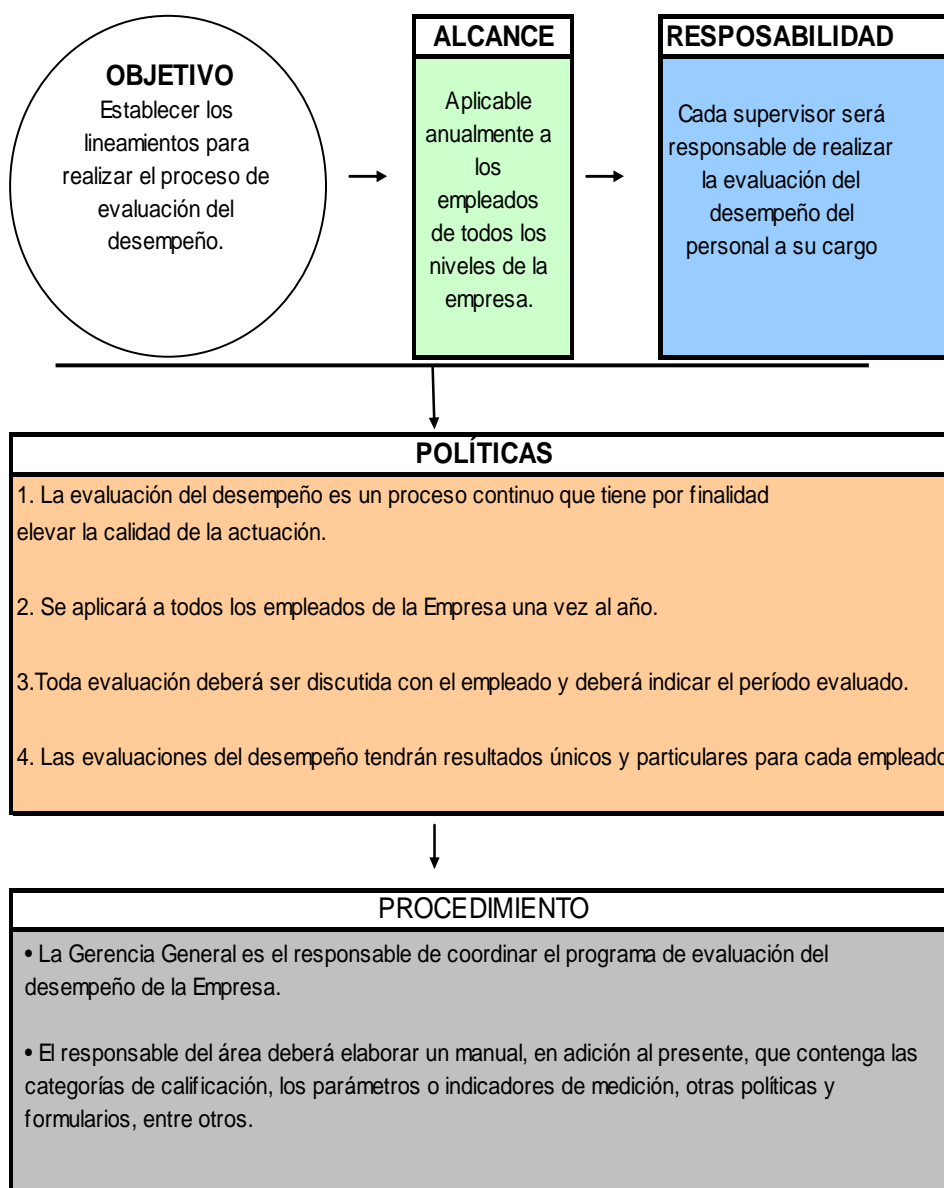 OBJETIVO
Establecer los
lineamientos para
realizar el proceso de
evaluación del
desempeño.
ALCANCE
Aplicable
anualmente a
los
empleados
de todos los
niveles de la
empresa.
RESPOSABILIDAD
Cada supervisor será
responsable de realizar
la evaluación del
desempeño del
personal a su cargo
POLÍTICAS
1. La evaluación del desempeño es un proceso continuo que tiene por finalidad
elevar la calidad de la actuación.
2. Se aplicará a todos los empleados de la Empresa una vez al año.
3.Toda evaluación deberá ser discutida con el empleado y deberá indicar el período evaluado.
4. Las evaluaciones del desempeño tendrán resultados únicos y particulares para cada empleado
PROCEDIMIENTO
• La Gerencia General es el responsable de coordinar el programa de evaluación del
desempeño de la Empresa.
• El responsable del área deberá elaborar un manual, en adición al presente, que contenga las
categorías de calificación, los parámetros o indicadores de medición, otras políticas y
formularios, entre otros.